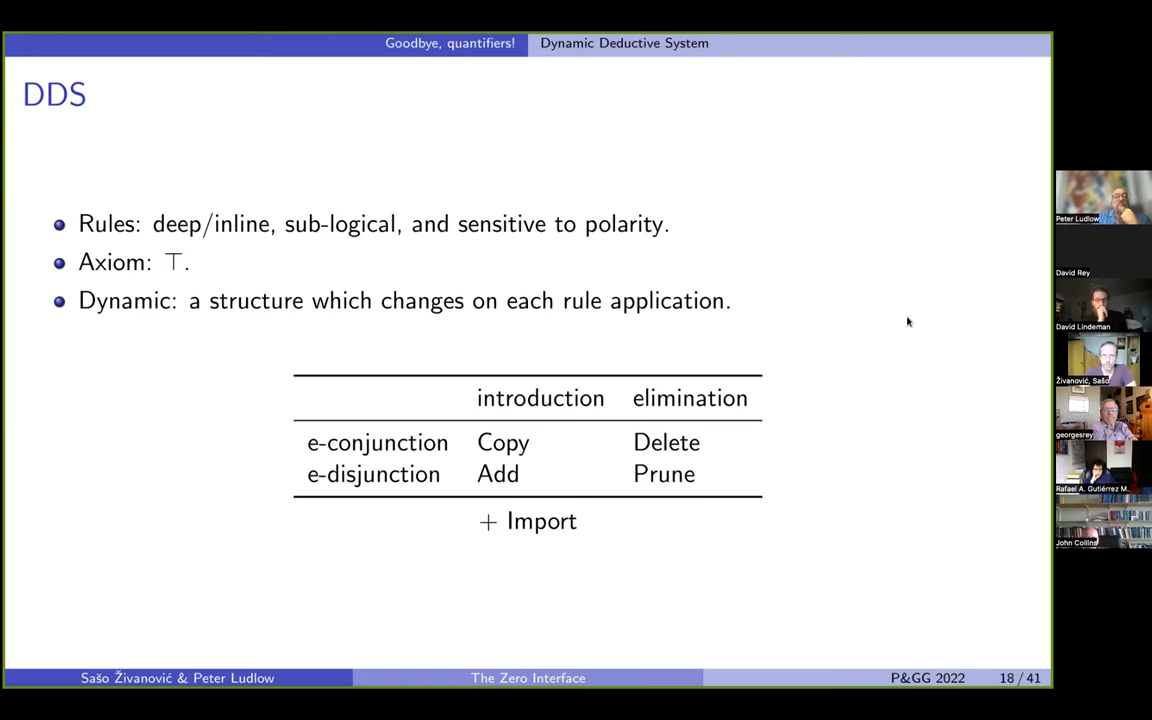 Goodbye, quantifiers! Dynamic Deductive System
DDS
Rules: deep/inline, sub-logical, and sensitive to polarity.
Axiom: ⊤.
Dynamic: a structure which changes on each rule application.
introduction elimination
e-conjunction Copy Delete
e-disjunction Add Prune
+ Import
Sašo Živanović & Peter Ludlow The Zero Interface P&GG 2022 18 / 41
Peter Ludlow
David Rey
David Lindeman
Živanović, Sašo
georgesrey
Rafael A. Gutiérrez M.
John Collins